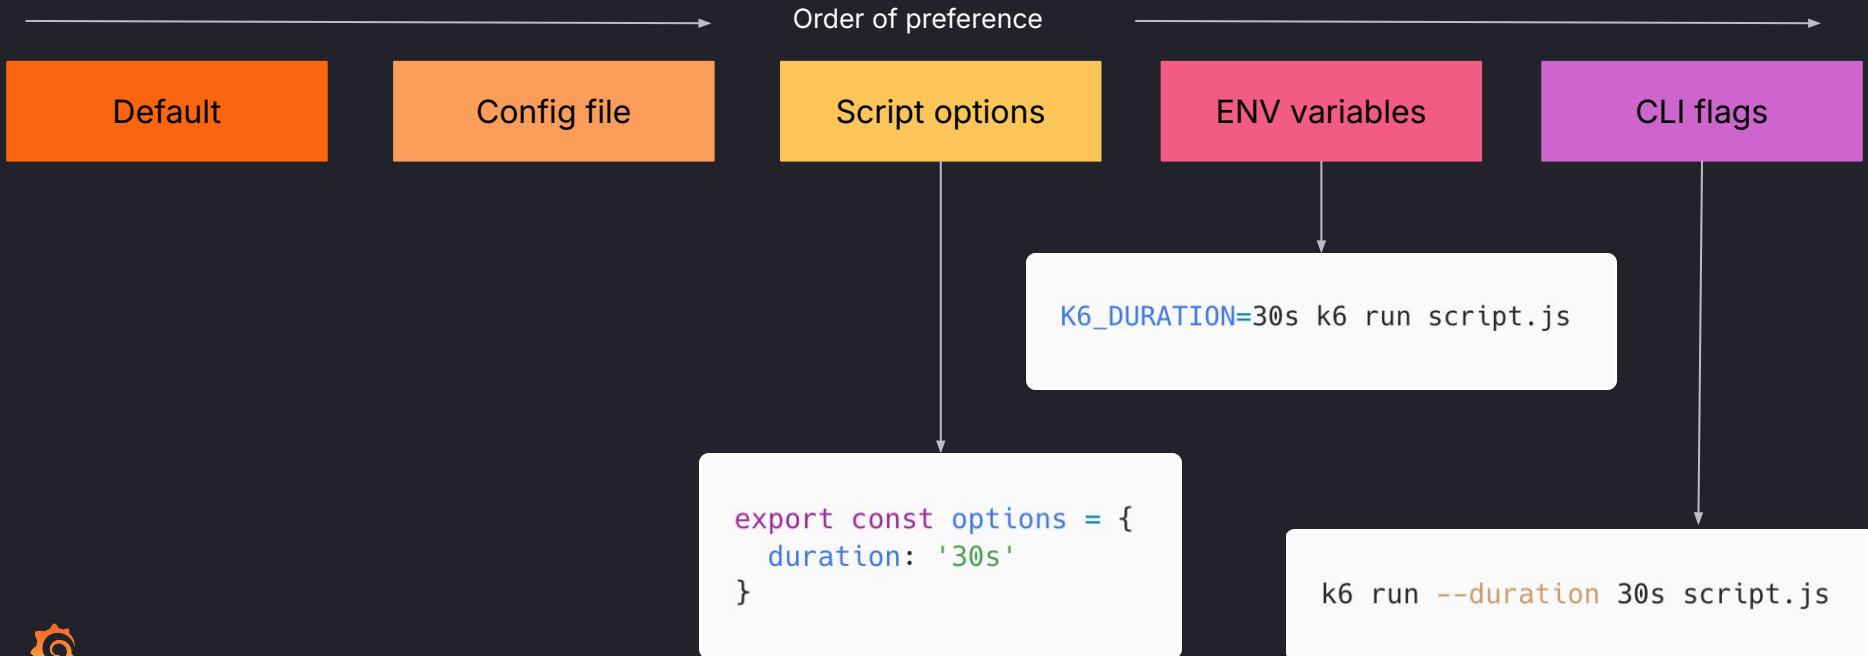 Order of preference
Default
Config file
Script options
ENV variables
CLI flags
K6_DURATION=30s k6 run script.js
export const options = {
  duration: '30s'
}
k6 run --duration 30s script.js